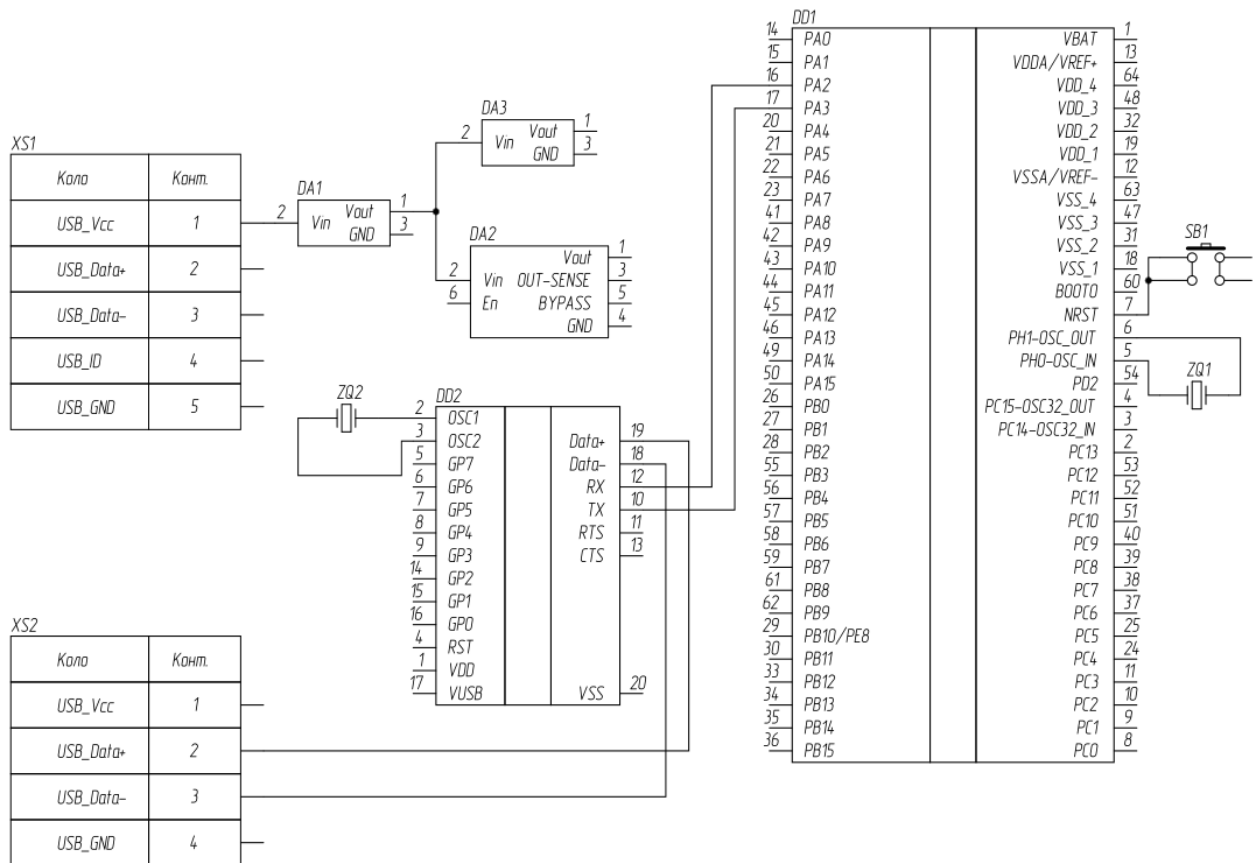 XS1
Коло Конт.
USB_Vcc 1
USB_Data+ 2
USB_Data- 3
USB_ID 4
USB_GND 5
DA1
2 Vin Vout 1
GND 3
DA3
2 Vin Vout 1
GND 3
DA2
Vout 1
2 Vin OUT-SENSE 3
6 En BYPASS 5
GND 4
ZQ2
DD2
2 OSC1
3 OSC2 Data+ 19
5 GP7 Data- 18
6 GP6 RX 12
7 GP5 TX 10
8 GP4 RTS 11
9 GP3 CTS 13
14 GP2
15 GP1
16 GP0
4 RST
1 VDD
17 VUSB VSS 20
XS2
Коло Конт.
USB_Vcc 1
USB_Data+ 2
USB_Data- 3
USB_GND 4
DD1
14 PA0 VBAT 1
15 PA1 VDDA/VREF+ 13
16 PA2 VDD_4 64
17 PA3 VDD_3 48
20 PA4 VDD_2 32
21 PA5 VDD_1 19
22 PA6 VSSA/VREF- 12
23 PA7 VSS_4 63
41 PA8 VSS_3 47
42 PA9 VSS_2 31
43 PA10 VSS_1 18
44 PA11 BOOT0 60
45 PA12 NRST 7
46 PA13 PH1-OSC_OUT 6
49 PA14 PH0-OSC_IN 5
50 PA15 PD2 54
26 PB0 PC15-OSC32_OUT 4
27 PB1 PC14-OSC32_IN 3
28 PB2 PC13 2
55 PB3 PC12 53
56 PB4 PC11 52
57 PB5 PC10 51
58 PB6 PC9 40
59 PB7 PC8 39
61 PB8 PC7 38
62 PB9 PC6 37
29 PB10/PE8 PC5 25
30 PB11 PC4 24
33 PB12 PC3 11
34 PB13 PC2 10
35 PB14 PC1 9
36 PB15 PC0 8
SB1
ZQ1